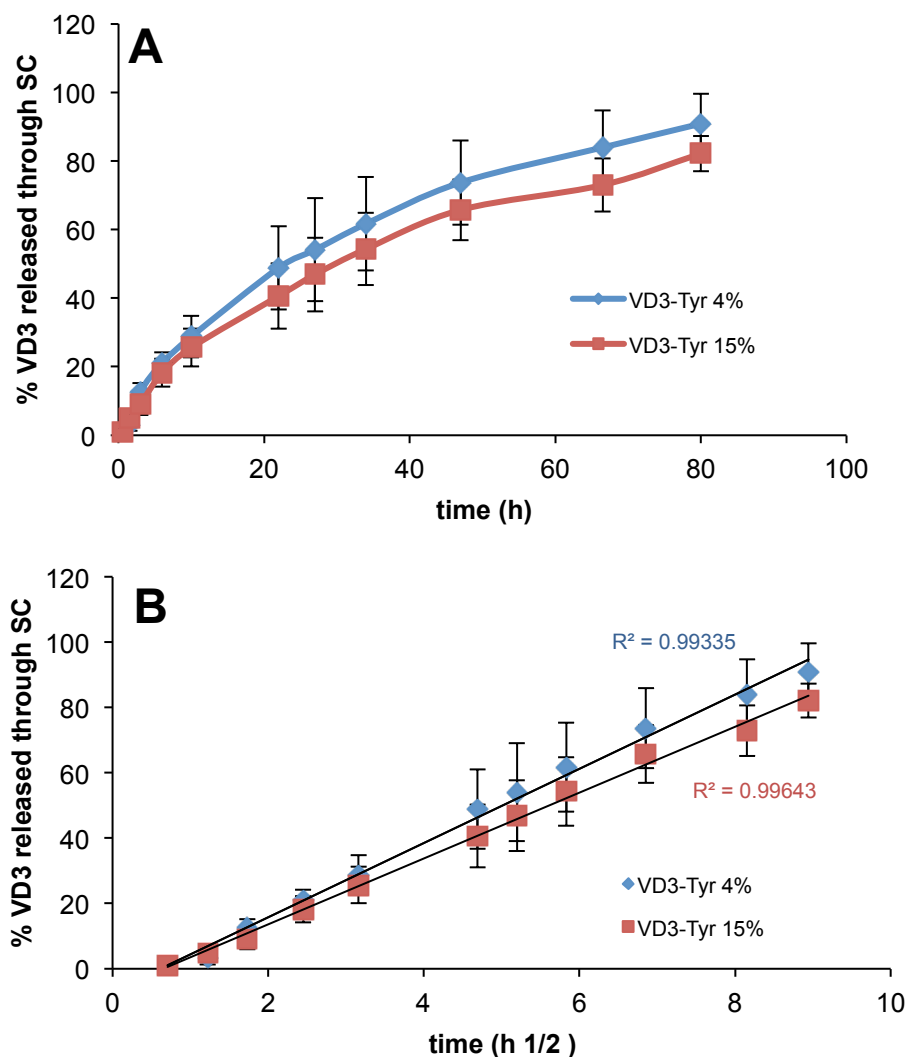 A
% VD3 released through SC
120
100
80
60
40
20
0
VD3-Tyr 4%
VD3-Tyr 15%
0 20 40 60 80 100
time (h)
B
% VD3 released through SC
120
100
80
60
40
20
0
R² = 0.99335
R² = 0.99643
VD3-Tyr 4%
VD3-Tyr 15%
0 2 4 6 8 10
time (h 1/2 )